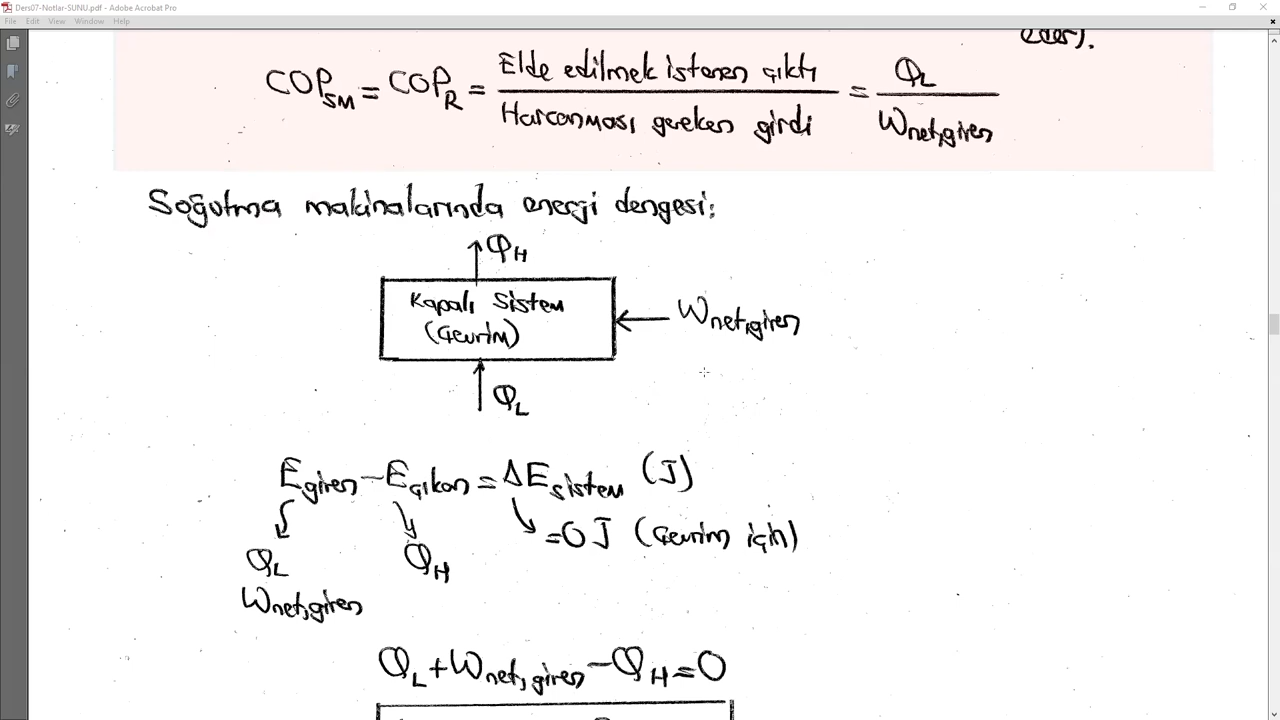 Ders07-Notlar-SUNU.pdf - Adobe Acrobat Pro
File Edit View Window Help
eder).
COP_SM = COP_R = Elde edilmek istenen çıktı / Harcanması gereken girdi = Q_L / W_net,giren
Soğutma makinalarında enerji dengesi:
Q_H
Kapalı Sistem
(Çevrim)
W_net,giren
Q_L
E_giren - E_çıkan = ΔE_sistem (J)
= 0 J (Çevrim için)
Q_L
Q_H
W_net,giren
Q_L + W_net,giren - Q_H = 0